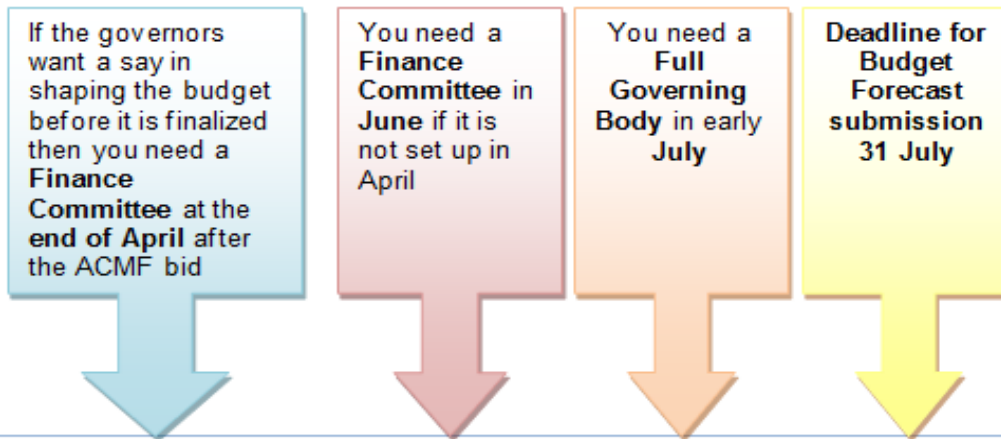 If the governors
want a say in
shaping the budget
before it is finalized
then you need a
Finance
Committee at the
end of April after
the ACMF bid
You need a
Finance
Committee in
June if it is
not set up in
April
You need a
Full
Governing
Body in early
July
Deadline for
Budget
Forecast
submission
31 July